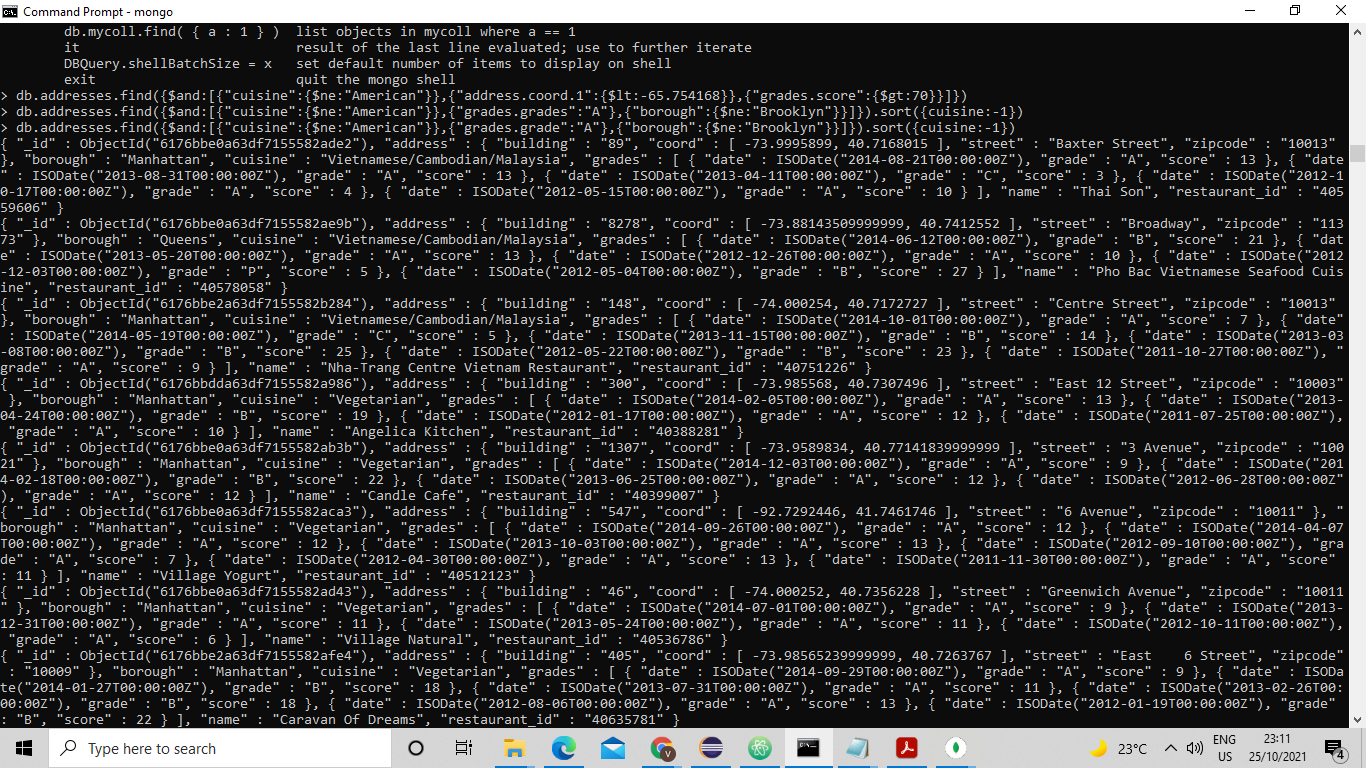 Command Prompt - mongo
db.mycoll.find( { a : 1 } )  list objects in mycoll where a == 1
it                           result of the last line evaluated; use to further iterate
DBQuery.shellBatchSize = x   set default number of items to display on shell
exit                         quit the mongo shell
> db.addresses.find({$and:[{"cuisine":{$ne:"American"}},{"address.coord.1":{$lt:-65.754168}},{"grades.score":{$gt:70}}]})
> db.addresses.find({$and:[{"cuisine":{$ne:"American"}},{"grades.grades":"A"},{"borough":{$ne:"Brooklyn"}}]}).sort({cuisine:-1})
> db.addresses.find({$and:[{"cuisine":{$ne:"American"}},{"grades.grade":"A"},{"borough":{$ne:"Brooklyn"}}]}).sort({cuisine:-1})
{ "_id" : ObjectId("6176bbe0a63df7155582ade2"), "address" : { "building" : "89", "coord" : [ -73.9995899, 40.7168015 ], "street" : "Baxter Street", "zipcode" : "10013"
}, "borough" : "Manhattan", "cuisine" : "Vietnamese/Cambodian/Malaysia", "grades" : [ { "date" : ISODate("2014-08-21T00:00:00Z"), "grade" : "A", "score" : 13 }, { "date
" : ISODate("2013-08-31T00:00:00Z"), "grade" : "A", "score" : 13 }, { "date" : ISODate("2013-04-11T00:00:00Z"), "grade" : "C", "score" : 3 }, { "date" : ISODate("2012-1
0-17T00:00:00Z"), "grade" : "A", "score" : 4 }, { "date" : ISODate("2012-05-15T00:00:00Z"), "grade" : "A", "score" : 10 } ], "name" : "Thai Son", "restaurant_id" : "405
59606" }
{ "_id" : ObjectId("6176bbe0a63df7155582ae9b"), "address" : { "building" : "8278", "coord" : [ -73.88143509999999, 40.7412552 ], "street" : "Broadway", "zipcode" : "113
73" }, "borough" : "Queens", "cuisine" : "Vietnamese/Cambodian/Malaysia", "grades" : [ { "date" : ISODate("2014-06-12T00:00:00Z"), "grade" : "B", "score" : 21 }, { "dat
e" : ISODate("2013-05-20T00:00:00Z"), "grade" : "A", "score" : 13 }, { "date" : ISODate("2012-12-26T00:00:00Z"), "grade" : "A", "score" : 10 }, { "date" : ISODate("2012
-12-03T00:00:00Z"), "grade" : "P", "score" : 5 }, { "date" : ISODate("2012-05-04T00:00:00Z"), "grade" : "B", "score" : 27 } ], "name" : "Pho Bac Vietnamese Seafood Cuis
ine", "restaurant_id" : "40578058" }
{ "_id" : ObjectId("6176bbe1a63df7155582b284"), "address" : { "building" : "148", "coord" : [ -74.000254, 40.7172727 ], "street" : "Centre Street", "zipcode" : "10013"
}, "borough" : "Manhattan", "cuisine" : "Vietnamese/Cambodian/Malaysia", "grades" : [ { "date" : ISODate("2014-10-01T00:00:00Z"), "grade" : "A", "score" : 7 }, { "date"
 : ISODate("2014-05-19T00:00:00Z"), "grade" : "C", "score" : 5 }, { "date" : ISODate("2013-11-15T00:00:00Z"), "grade" : "B", "score" : 14 }, { "date" : ISODate("2013-03
-08T00:00:00Z"), "grade" : "B", "score" : 25 }, { "date" : ISODate("2012-05-22T00:00:00Z"), "grade" : "B", "score" : 23 }, { "date" : ISODate("2011-10-27T00:00:00Z"), "
grade" : "A", "score" : 9 } ], "name" : "Nha-Trang Centre Vietnam Restaurant", "restaurant_id" : "40751226" }
{ "_id" : ObjectId("6176bbdda63df7155582a986"), "address" : { "building" : "300", "coord" : [ -73.985568, 40.7307496 ], "street" : "East 12 Street", "zipcode" : "10003"
 }, "borough" : "Manhattan", "cuisine" : "Vegetarian", "grades" : [ { "date" : ISODate("2014-02-05T00:00:00Z"), "grade" : "A", "score" : 13 }, { "date" : ISODate("2013-
04-24T00:00:00Z"), "grade" : "B", "score" : 19 }, { "date" : ISODate("2012-01-17T00:00:00Z"), "grade" : "A", "score" : 12 }, { "date" : ISODate("2011-07-25T00:00:00Z"),
 "grade" : "A", "score" : 10 } ], "name" : "Angelica Kitchen", "restaurant_id" : "40388281" }
{ "_id" : ObjectId("6176bbe0a63df7155582ab3b"), "address" : { "building" : "1307", "coord" : [ -73.9589834, 40.77141839999999 ], "street" : "3 Avenue", "zipcode" : "100
21" }, "borough" : "Manhattan", "cuisine" : "Vegetarian", "grades" : [ { "date" : ISODate("2014-12-03T00:00:00Z"), "grade" : "A", "score" : 9 }, { "date" : ISODate("201
4-02-18T00:00:00Z"), "grade" : "B", "score" : 22 }, { "date" : ISODate("2013-06-25T00:00:00Z"), "grade" : "A", "score" : 12 }, { "date" : ISODate("2012-06-28T00:00:00Z"
), "grade" : "A", "score" : 12 } ], "name" : "Candle Cafe", "restaurant_id" : "40399007" }
{ "_id" : ObjectId("6176bbe0a63df7155582aca3"), "address" : { "building" : "547", "coord" : [ -92.7292446, 41.7461746 ], "street" : "6 Avenue", "zipcode" : "10011" }, "
borough" : "Manhattan", "cuisine" : "Vegetarian", "grades" : [ { "date" : ISODate("2014-09-26T00:00:00Z"), "grade" : "A", "score" : 12 }, { "date" : ISODate("2014-04-07
T00:00:00Z"), "grade" : "A", "score" : 12 }, { "date" : ISODate("2013-10-03T00:00:00Z"), "grade" : "A", "score" : 13 }, { "date" : ISODate("2012-09-10T00:00:00Z"), "gra
de" : "A", "score" : 7 }, { "date" : ISODate("2012-04-30T00:00:00Z"), "grade" : "A", "score" : 13 }, { "date" : ISODate("2011-11-30T00:00:00Z"), "grade" : "A", "score"
: 11 } ], "name" : "Village Yogurt", "restaurant_id" : "40512123" }
{ "_id" : ObjectId("6176bbe0a63df7155582ad43"), "address" : { "building" : "46", "coord" : [ -74.000252, 40.7356228 ], "street" : "Greenwich Avenue", "zipcode" : "10011
" }, "borough" : "Manhattan", "cuisine" : "Vegetarian", "grades" : [ { "date" : ISODate("2014-07-01T00:00:00Z"), "grade" : "A", "score" : 9 }, { "date" : ISODate("2013-
12-31T00:00:00Z"), "grade" : "A", "score" : 11 }, { "date" : ISODate("2013-05-24T00:00:00Z"), "grade" : "A", "score" : 11 }, { "date" : ISODate("2012-10-11T00:00:00Z"),
 "grade" : "A", "score" : 6 } ], "name" : "Village Natural", "restaurant_id" : "40536786" }
{ "_id" : ObjectId("6176bbe2a63df7155582afe4"), "address" : { "building" : "405", "coord" : [ -73.98565239999999, 40.7263767 ], "street" : "East    6 Street", "zipcode"
 : "10009" }, "borough" : "Manhattan", "cuisine" : "Vegetarian", "grades" : [ { "date" : ISODate("2014-09-29T00:00:00Z"), "grade" : "A", "score" : 9 }, { "date" : ISODa
te("2014-01-27T00:00:00Z"), "grade" : "B", "score" : 18 }, { "date" : ISODate("2013-07-31T00:00:00Z"), "grade" : "A", "score" : 11 }, { "date" : ISODate("2013-02-26T00:
00:00Z"), "grade" : "B", "score" : 18 }, { "date" : ISODate("2012-08-06T00:00:00Z"), "grade" : "A", "score" : 13 }, { "date" : ISODate("2012-01-19T00:00:00Z"), "grade"
: "B", "score" : 22 } ], "name" : "Caravan Of Dreams", "restaurant_id" : "40635781" }
Type here to search
23°C
ENG
US
23:11
25/10/2021
4